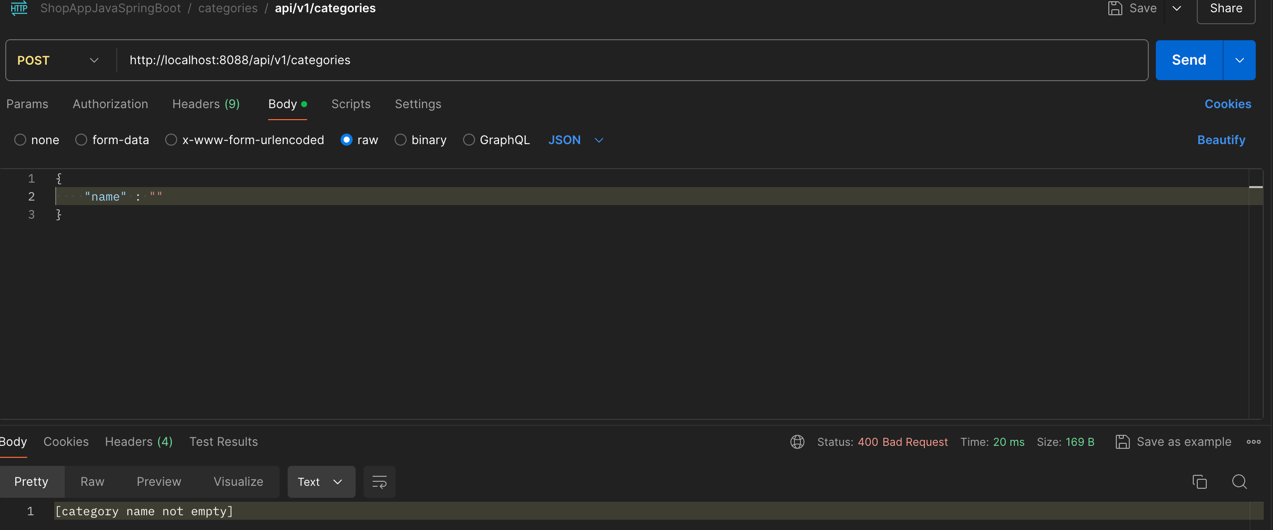 HTTP ShopAppJavaSpringBoot / categories / api/v1/categories Save Share
POST http://localhost:8088/api/v1/categories Send
Params Authorization Headers (9) Body Scripts Settings Cookies
none form-data x-www-form-urlencoded raw binary GraphQL JSON Beautify
1 {
2 "name" : ""
3 }
Body Cookies Headers (4) Test Results Status: 400 Bad Request Time: 20 ms Size: 169 B Save as example
Pretty Raw Preview Visualize Text
1 [category name not empty]